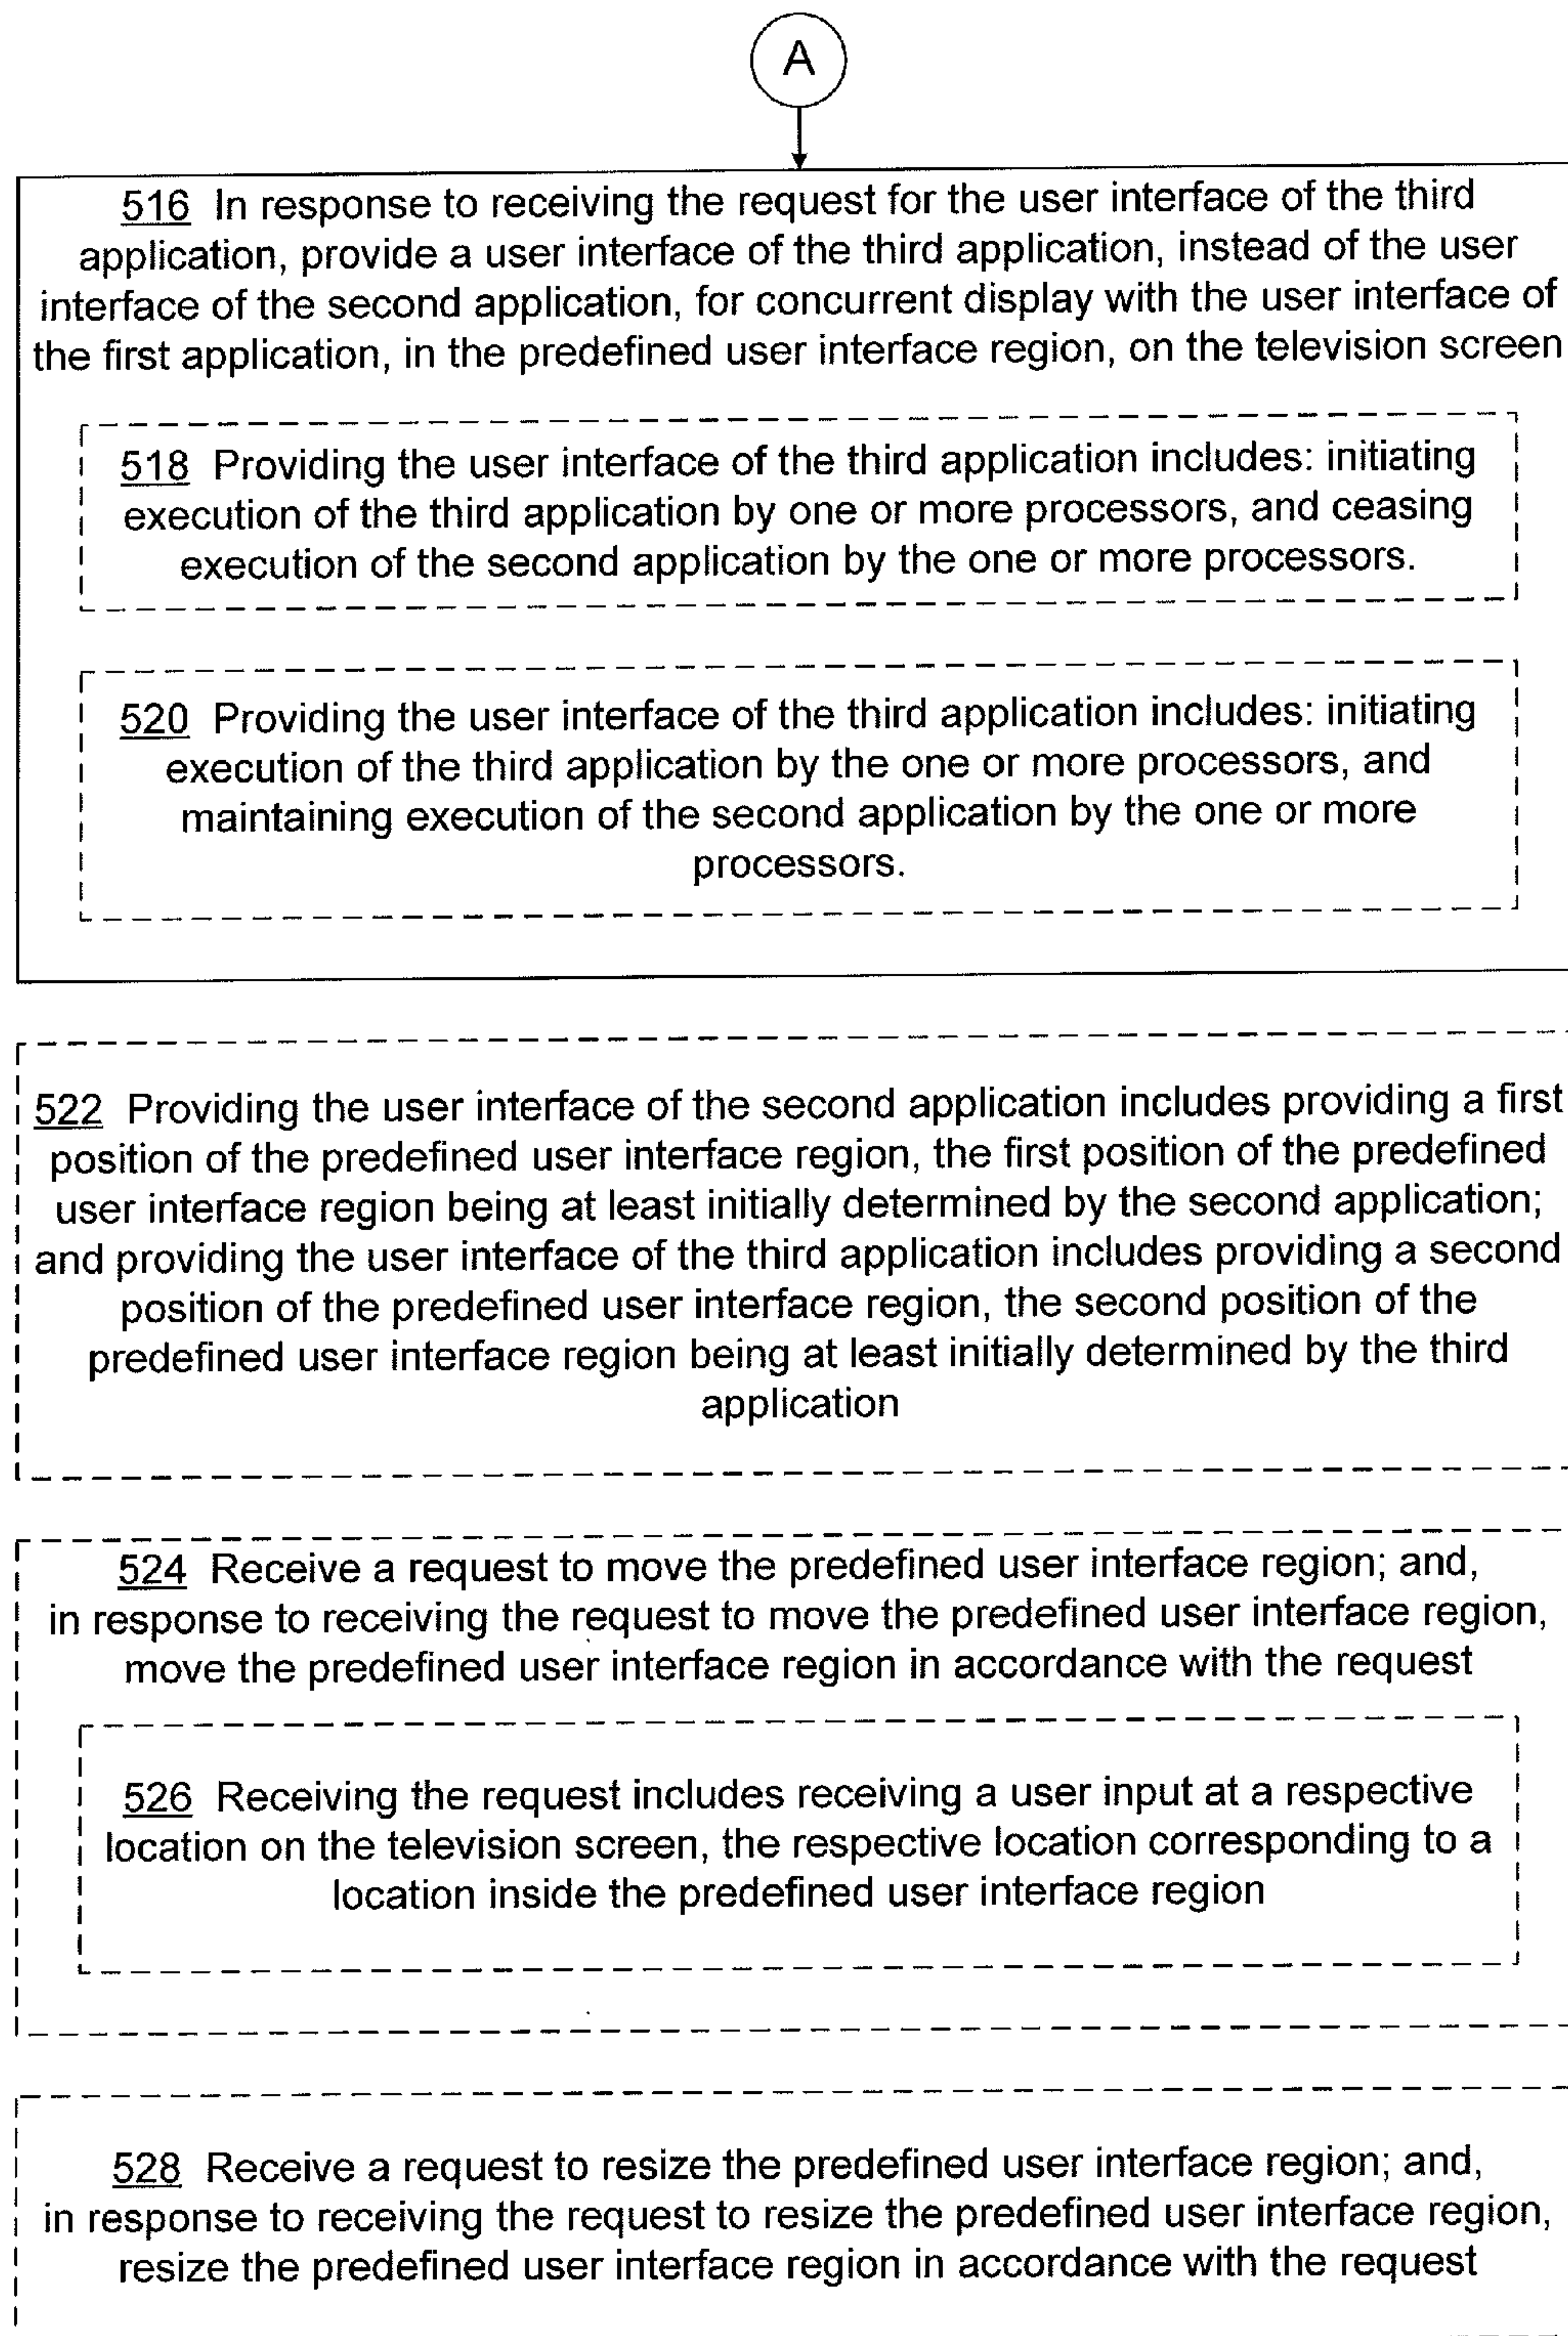 A
516 In response to receiving the request for the user interface of the third
application, provide a user interface of the third application, instead of the user
interface of the second application, for concurrent display with the user interface of
the first application, in the predefined user interface region, on the television screen
518 Providing the user interface of the third application includes: initiating
execution of the third application by one or more processors, and ceasing
execution of the second application by the one or more processors.
520 Providing the user interface of the third application includes: initiating
execution of the third application by the one or more processors, and
maintaining execution of the second application by the one or more
processors.
522 Providing the user interface of the second application includes providing a first
position of the predefined user interface region, the first position of the predefined
user interface region being at least initially determined by the second application;
and providing the user interface of the third application includes providing a second
position of the predefined user interface region, the second position of the
predefined user interface region being at least initially determined by the third
application
524 Receive a request to move the predefined user interface region; and,
in response to receiving the request to move the predefined user interface region,
move the predefined user interface region in accordance with the request
526 Receiving the request includes receiving a user input at a respective
location on the television screen, the respective location corresponding to a
location inside the predefined user interface region
528 Receive a request to resize the predefined user interface region; and,
in response to receiving the request to resize the predefined user interface region,
resize the predefined user interface region in accordance with the request